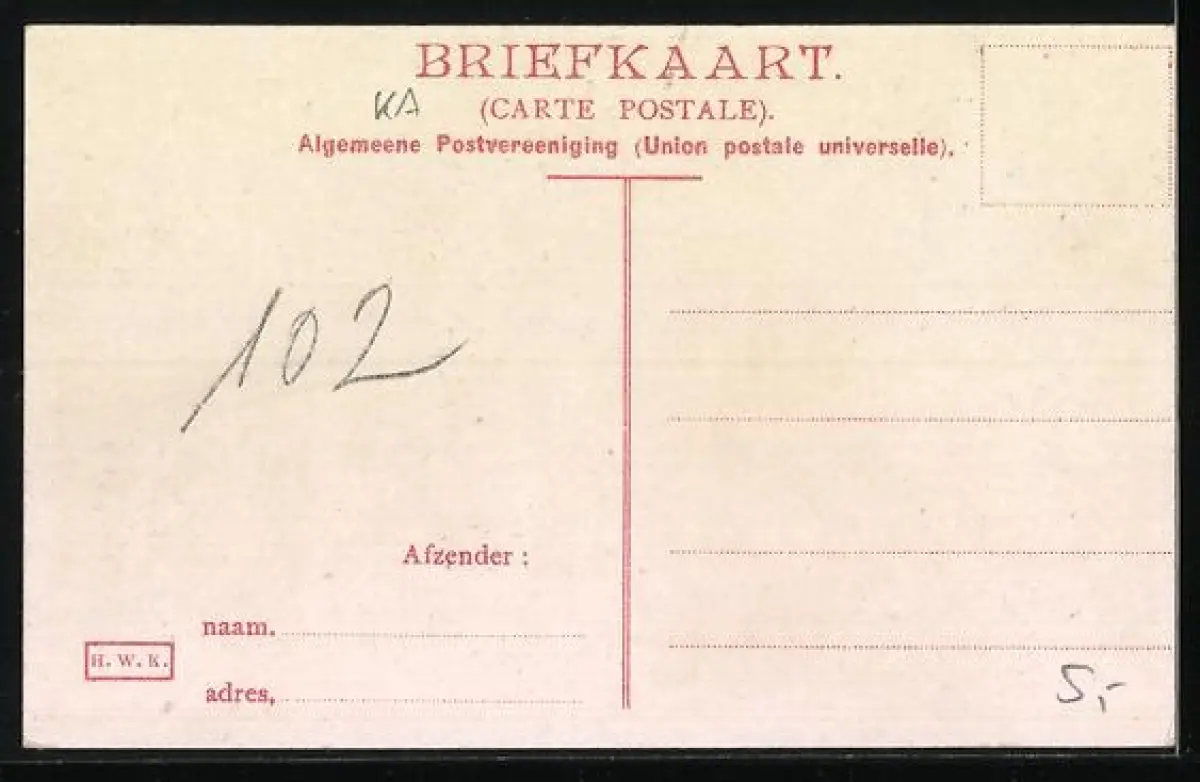 BRIEFKAART.
KA
(CARTE POSTALE).
Algemeene Postvereeniging (Union postale universelle).
102
Afzender :
naam.
H. W. K.
adres,
5,-